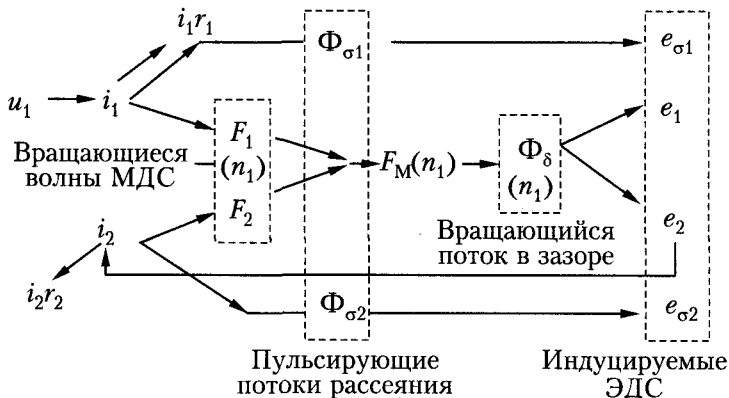 i₁r₁
Φσ1
eσ1
u₁
i₁
e₁
F₁
Вращающиеся
волны МДС
(n₁)
Fм(n₁)
Φδ
(n₁)
F₂
e₂
i₂
Вращающийся
поток в зазоре
i₂r₂
Φσ2
eσ2
Пульсирующие
потоки рассеяния
Индуцируемые
ЭДС